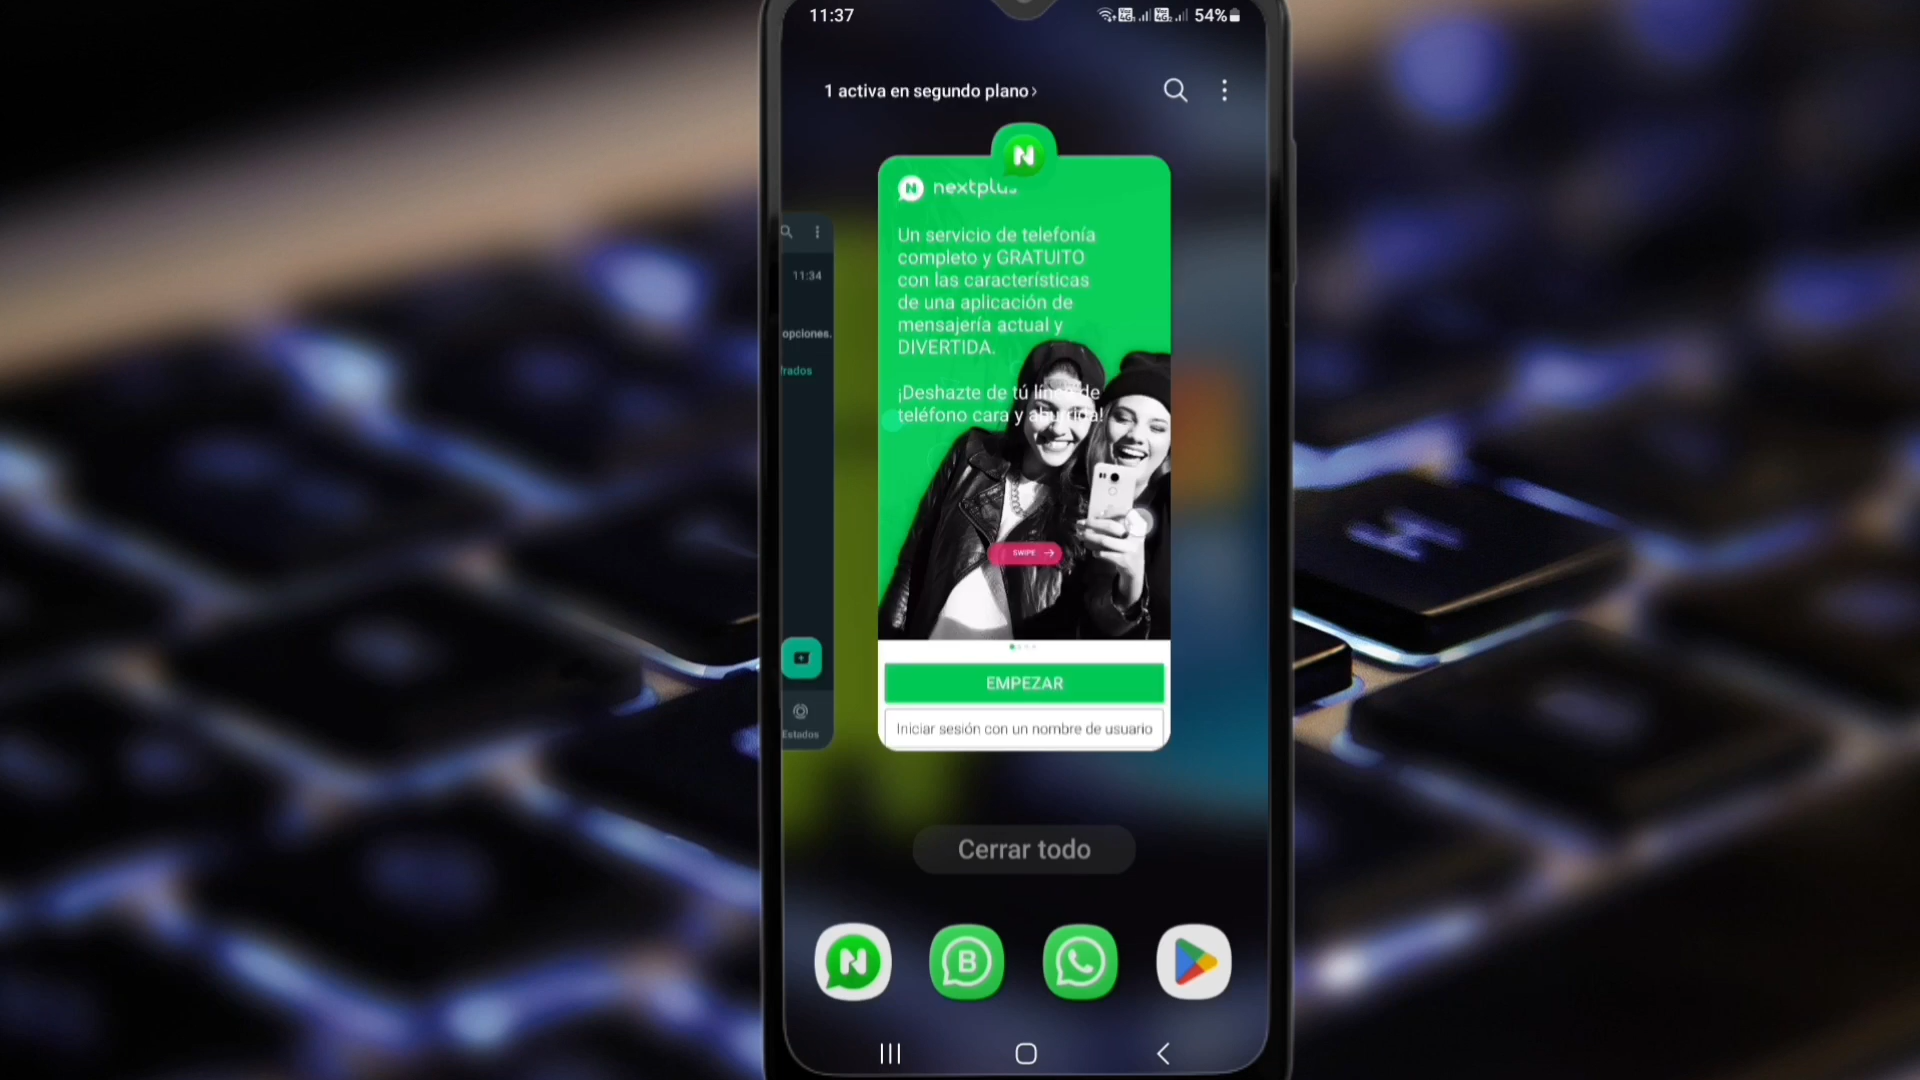 11:37
54%
1 activa en segundo plano›
nextplus
Un servicio de telefonía
completo y GRATUITO
con las características
de una aplicación de
mensajería actual y
DIVERTIDA.
¡Deshazte de tú línea de
teléfono cara y aburrida!
SWIPE →
11:34
opciones.
Estados
EMPEZAR
Iniciar sesión con un nombre de usuario
Cerrar todo